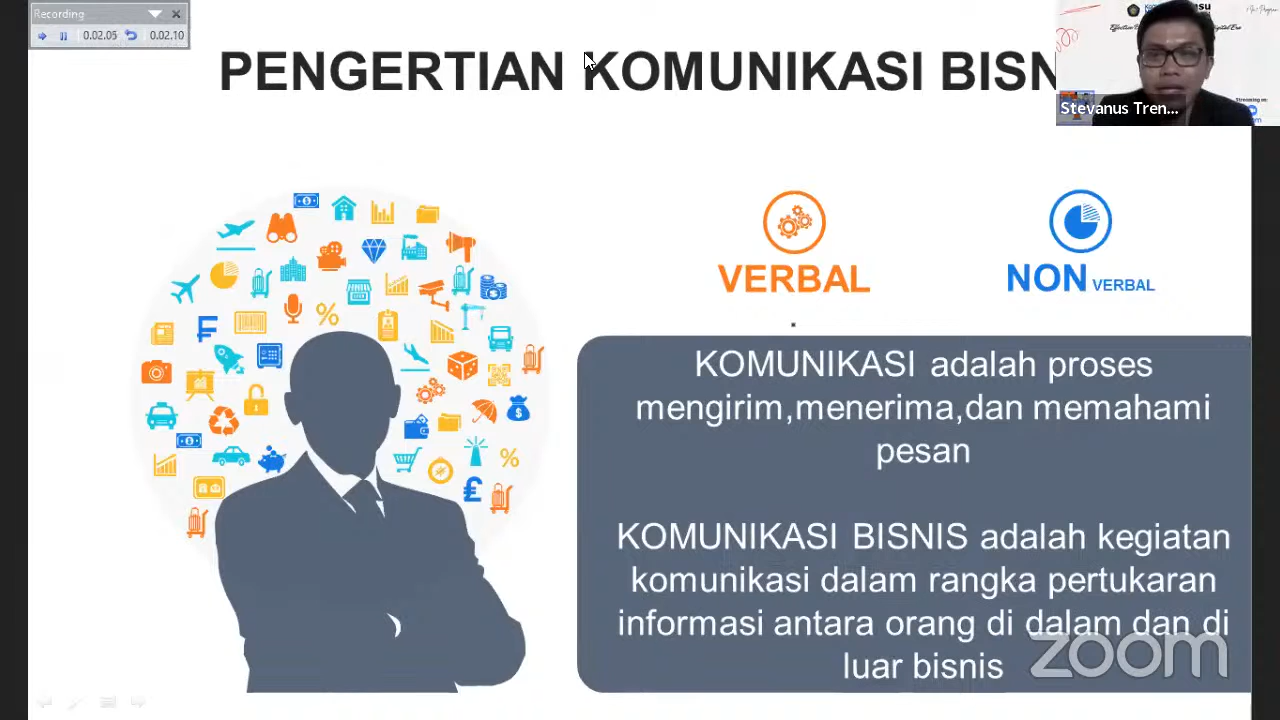 Recording
0.02.05
0.02.10
PENGERTIAN KOMUNIKASI BISN
Stevanus Tren...
VERBAL
NON VERBAL
KOMUNIKASI adalah proses
mengirim,menerima,dan memahami
pesan
KOMUNIKASI BISNIS adalah kegiatan
komunikasi dalam rangka pertukaran
informasi antara orang di dalam dan di
luar bisnis
zoom